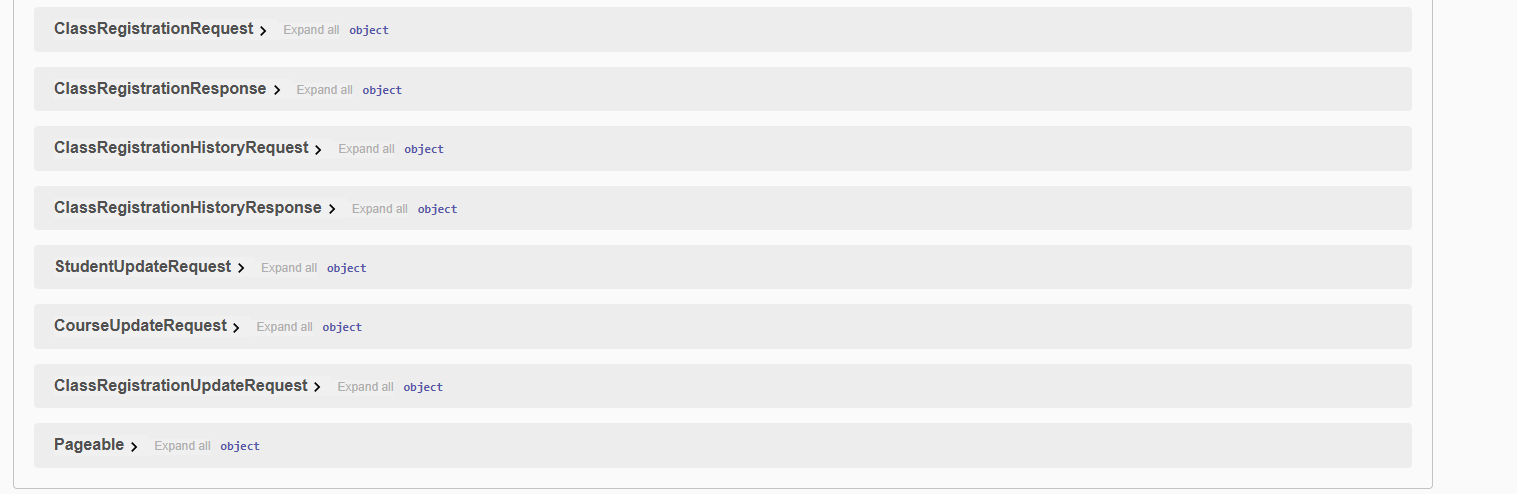 ClassRegistrationRequest Expand all object
ClassRegistrationResponse Expand all object
ClassRegistrationHistoryRequest Expand all object
ClassRegistrationHistoryResponse Expand all object
StudentUpdateRequest Expand all object
CourseUpdateRequest Expand all object
ClassRegistrationUpdateRequest Expand all object
Pageable Expand all object